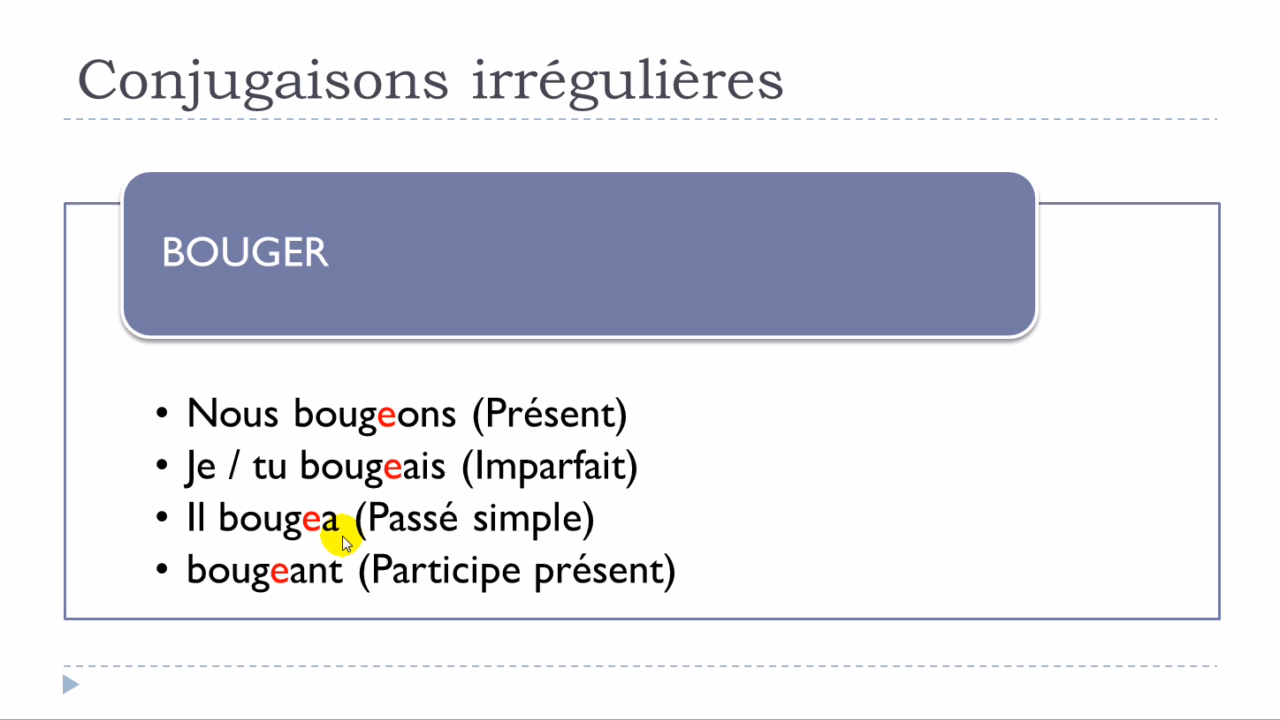 Conjugaisons irrégulières
BOUGER
• Nous bougeons (Présent)
• Je / tu bougeais (Imparfait)
• Il bougea (Passé simple)
• bougeant (Participe présent)